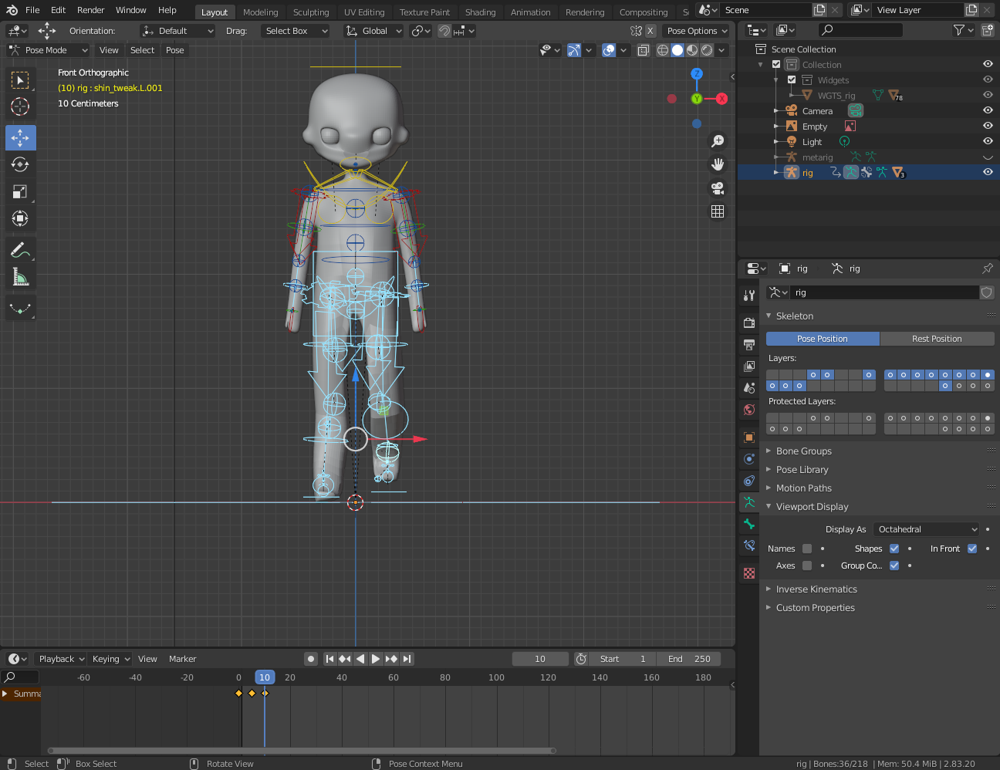 File Edit Render Window Help Layout Modeling Sculpting UV Editing Texture Paint Shading Animation Rendering Compositing S Scene View Layer
Orientation: Default Drag: Select Box Global X Pose Options
Pose Mode View Select Pose
Front Orthographic
(10) rig : shin_tweak.L.001
10 Centimeters
Z
Y
X
Scene Collection
Collection
Widgets
WGTS_rig 78
Camera
Empty
Light
metarig
rig 3
rig rig
rig
Skeleton
Pose Position Rest Position
Layers:
Protected Layers:
Bone Groups
Pose Library
Motion Paths
Viewport Display
Display As Octahedral
Names Shapes In Front
Axes Group Co...
Inverse Kinematics
Custom Properties
Playback Keying View Marker 10 Start 1 End 250
-60 -40 -20 0 10 20 40 60 80 100 120 140 160 180
Summa
Select Box Select Rotate View Pose Context Menu rig | Bones:36/218 | Mem: 50.4 MiB | 2.83.20